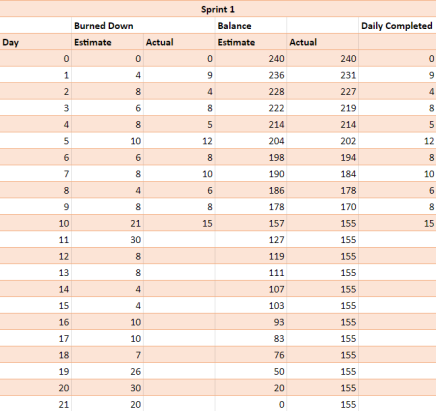 Sprint 1
Burned Down Balance Daily Completed
Day Estimate Actual Estimate Actual
0 0 0 240 240 0
1 4 9 236 231 9
2 8 4 228 227 4
3 6 8 222 219 8
4 8 5 214 214 5
5 10 12 204 202 12
6 6 8 198 194 8
7 8 10 190 184 10
8 4 6 186 178 6
9 8 8 178 170 8
10 21 15 157 155 15
11 30 127 155
12 8 119 155
13 8 111 155
14 4 107 155
15 4 103 155
16 10 93 155
17 10 83 155
18 7 76 155
19 26 50 155
20 30 20 155
21 20 0 155